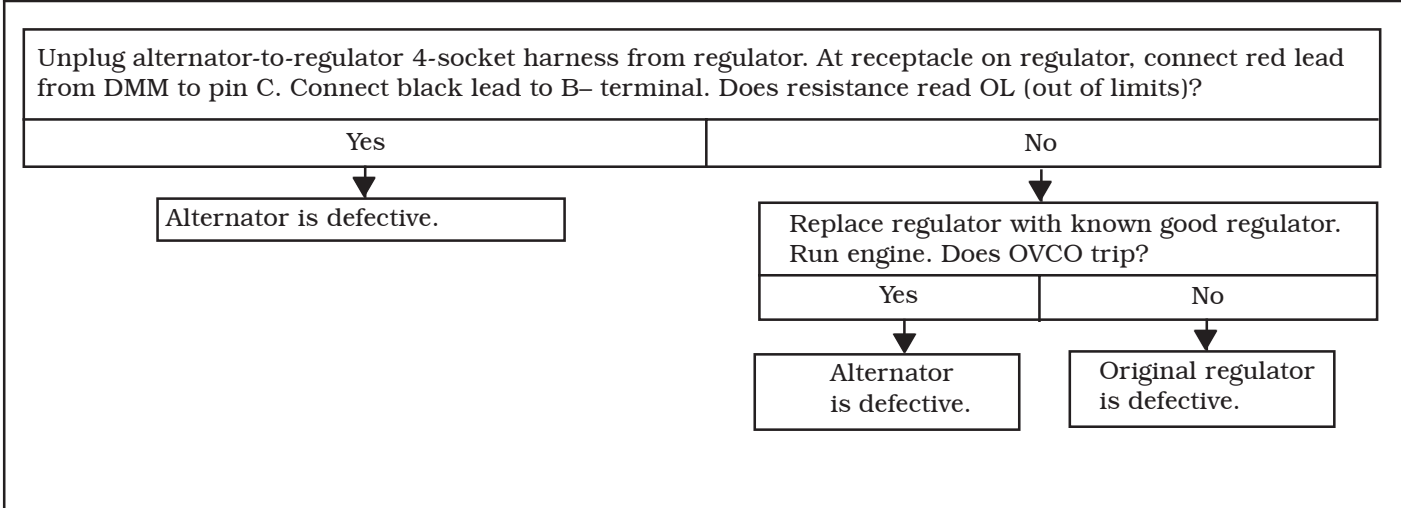 Unplug alternator-to-regulator 4-socket harness from regulator. At receptacle on regulator, connect red lead
from DMM to pin C. Connect black lead to B– terminal. Does resistance read OL (out of limits)?
Yes
No
Alternator is defective.
Replace regulator with known good regulator.
Run engine. Does OVCO trip?
Yes
No
Alternator
is defective.
Original regulator
is defective.